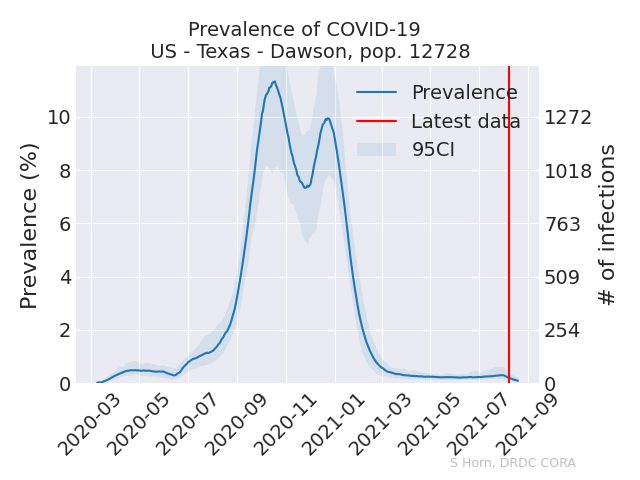 Prevalence of COVID-19
US - Texas - Dawson, pop. 12728
Prevalence (%)
10
8
6
4
2
0
Prevalence
Latest data
95CI
1272
1018
763
509
254
0
# of infections
2020-03
2020-05
2020-07
2020-09
2020-11
2021-01
2021-03
2021-05
2021-07
2021-09
S Horn, DRDC CORA